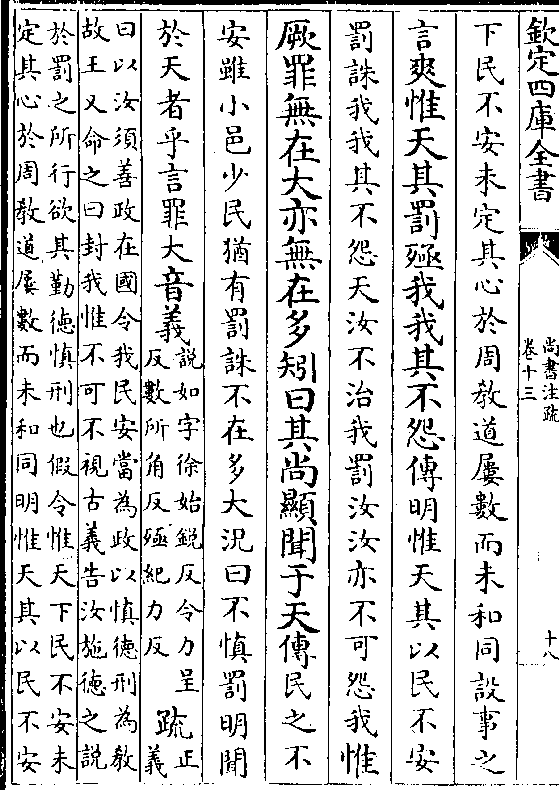 欽定四庫全書
尚書注疏
卷十三
十八
下民不安未定其心於周教道屢數而未和同設事之
言爽惟天其罰殛我我其不怨傳明惟天其以民不安
罰誅我我其不怨天汝不治我罰汝汝亦不可怨我惟
厥罪無在大亦無在多矧曰其尚顯聞于天傳民之不
安雖小邑少民猶有罰誅不在多大況曰不慎罰明聞
於天者乎言罪大音義說如字徐始銳反令力呈
反數所角反殛紀力反
疏正
義
曰以汝須善政在國令我民安當為政以慎德刑為教
故王又命之曰封我惟不可不視古義告汝施德之說
於罰之所行欲其勤德慎刑也假令惟天下民不安未
定其心於周教道屢數而未和同明惟天其以民不安